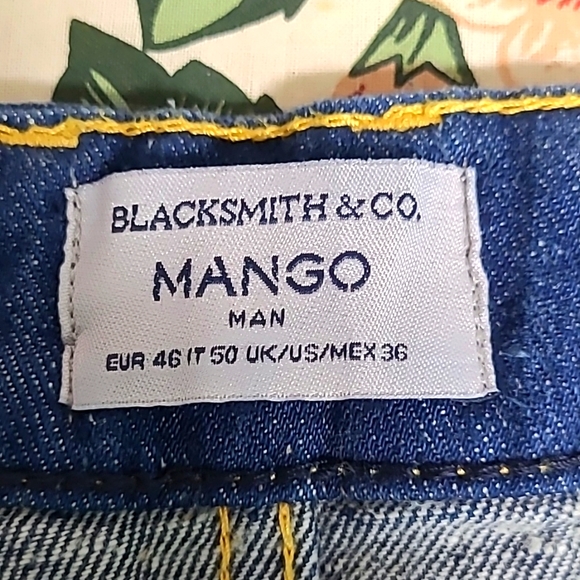 BLACKSMITH & CO.
MANGO
MAN
EUR 46 IT 50 UK/US/MEX 36